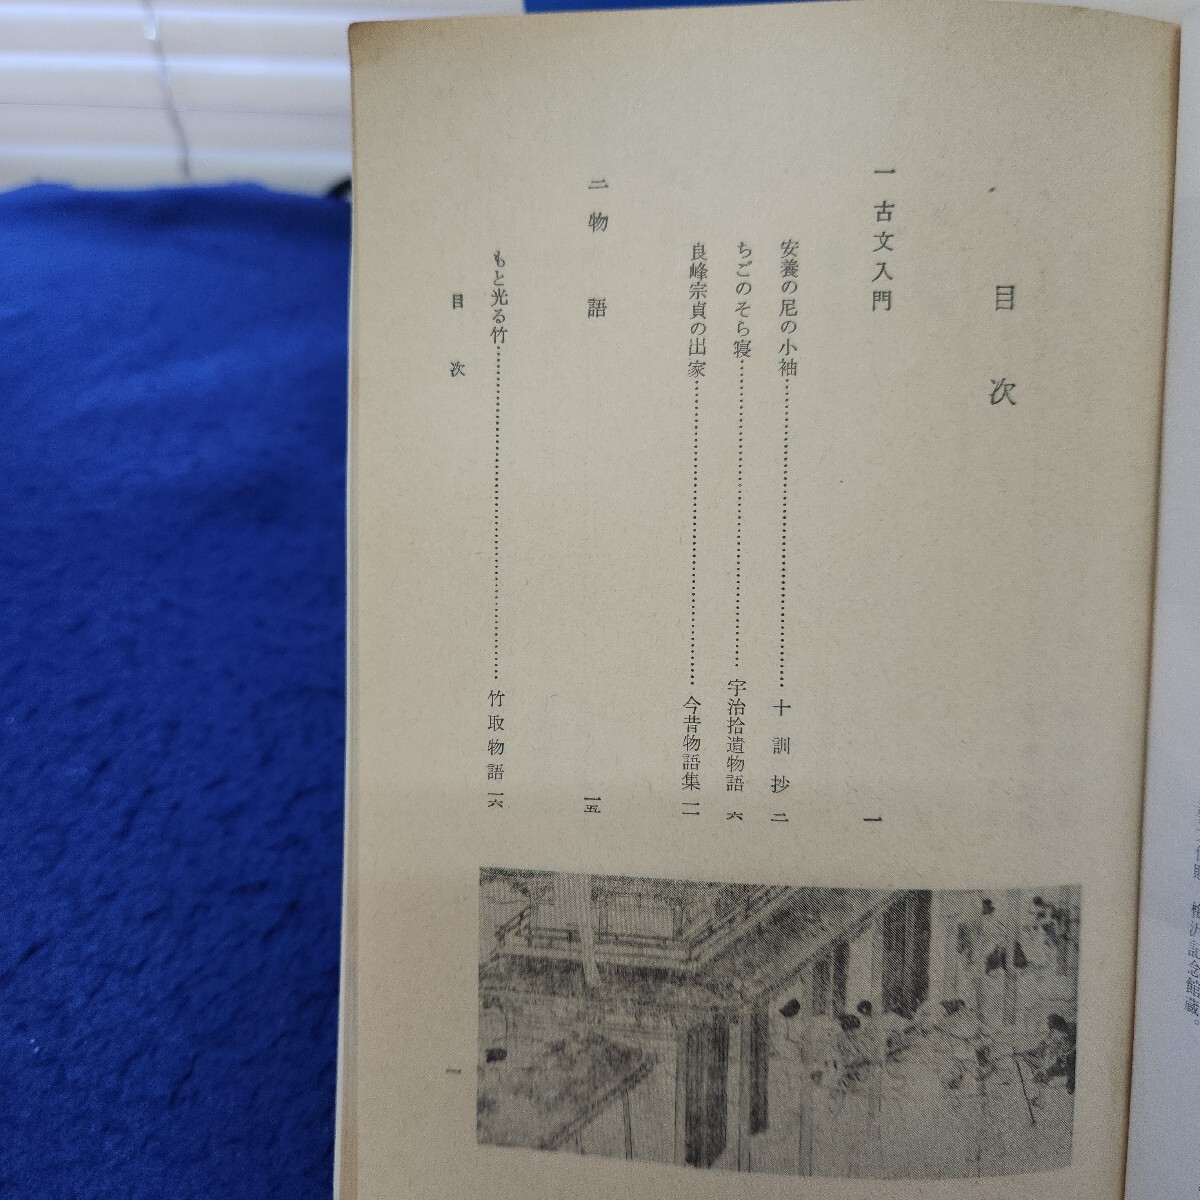 目次
一 古文入門 一
安養の尼の小袖 十訓抄 二
ちごのそら寝 宇治拾遺物語 六
良峰宗貞の出家 今昔物語集 一一
二 物語 一五
もと光る竹 竹取物語 一六
目次
一